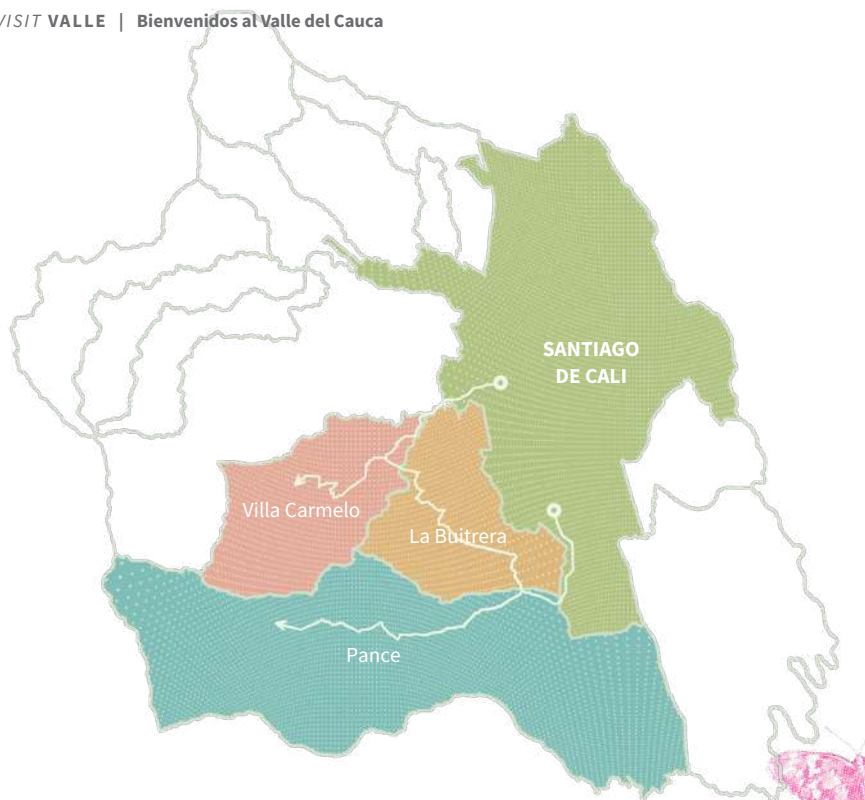 VISIT VALLE | Bienvenidos al Valle del Cauca
SANTIAGO
DE CALI
Villa Carmelo
La Buitrera
Pance